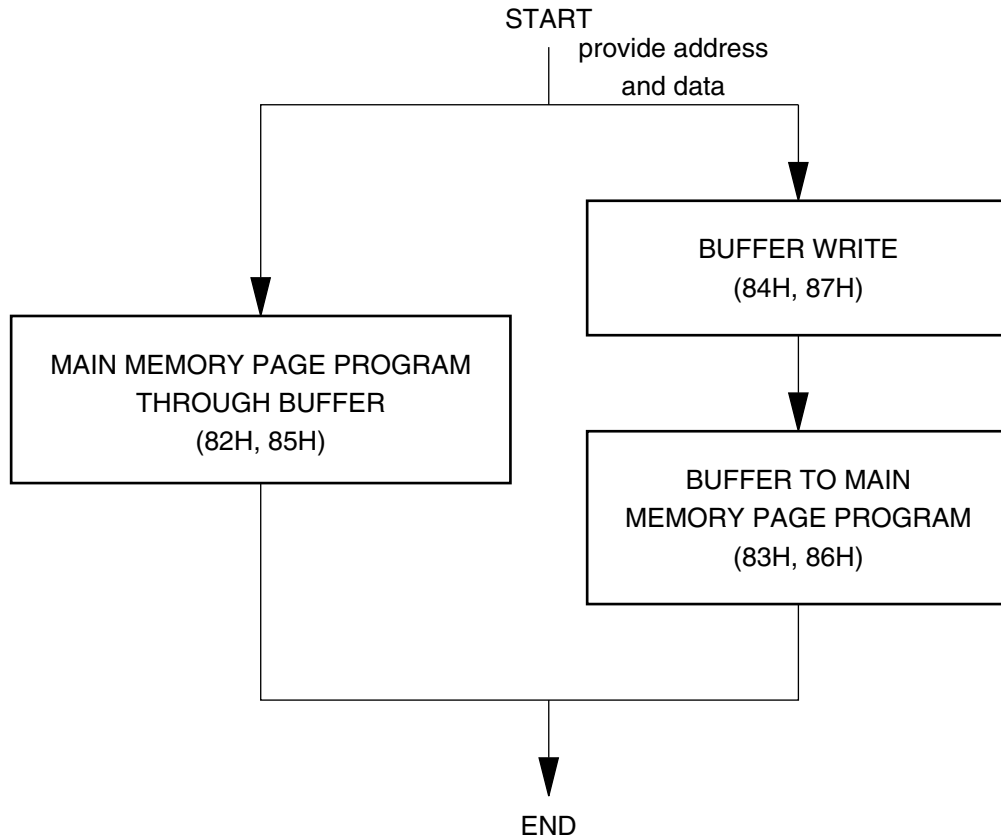 START
provide address
and data
BUFFER WRITE
(84H, 87H)
MAIN MEMORY PAGE PROGRAM
THROUGH BUFFER
(82H, 85H)
BUFFER TO MAIN
MEMORY PAGE PROGRAM
(83H, 86H)
END